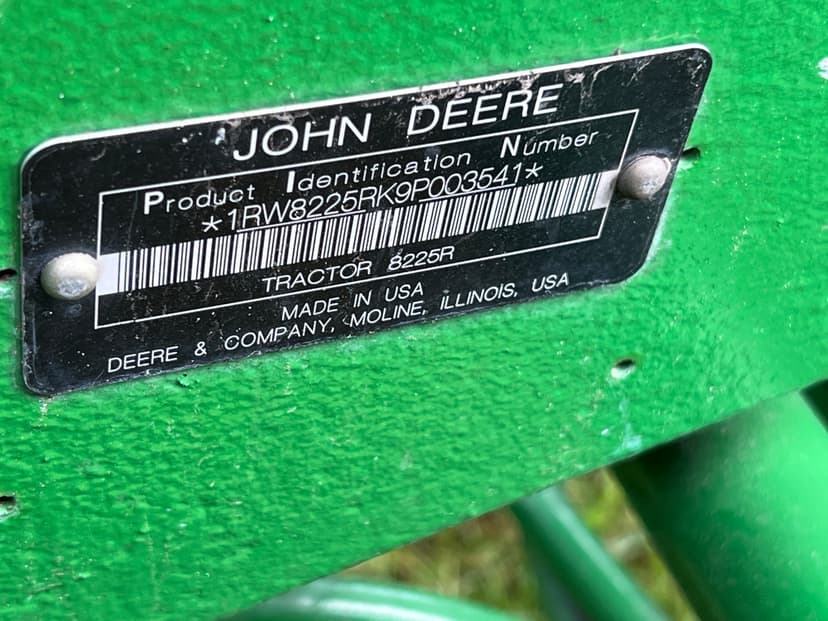 JOHN DEERE
Product Identification Number
*1RW8225RK9P003541*
TRACTOR 8225R
MADE IN USA
DEERE & COMPANY, MOLINE, ILLINOIS, USA